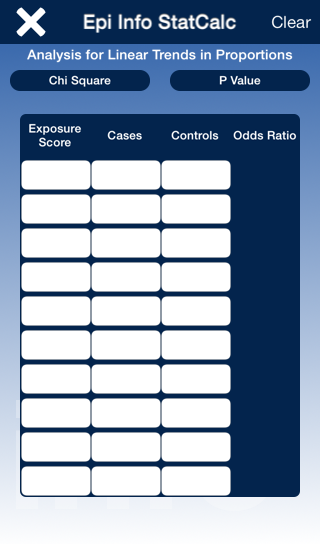 Epi Info StatCalc
Clear
Analysis for Linear Trends in Proportions
Chi Square
P Value
Exposure
Score
Cases
Controls
Odds Ratio